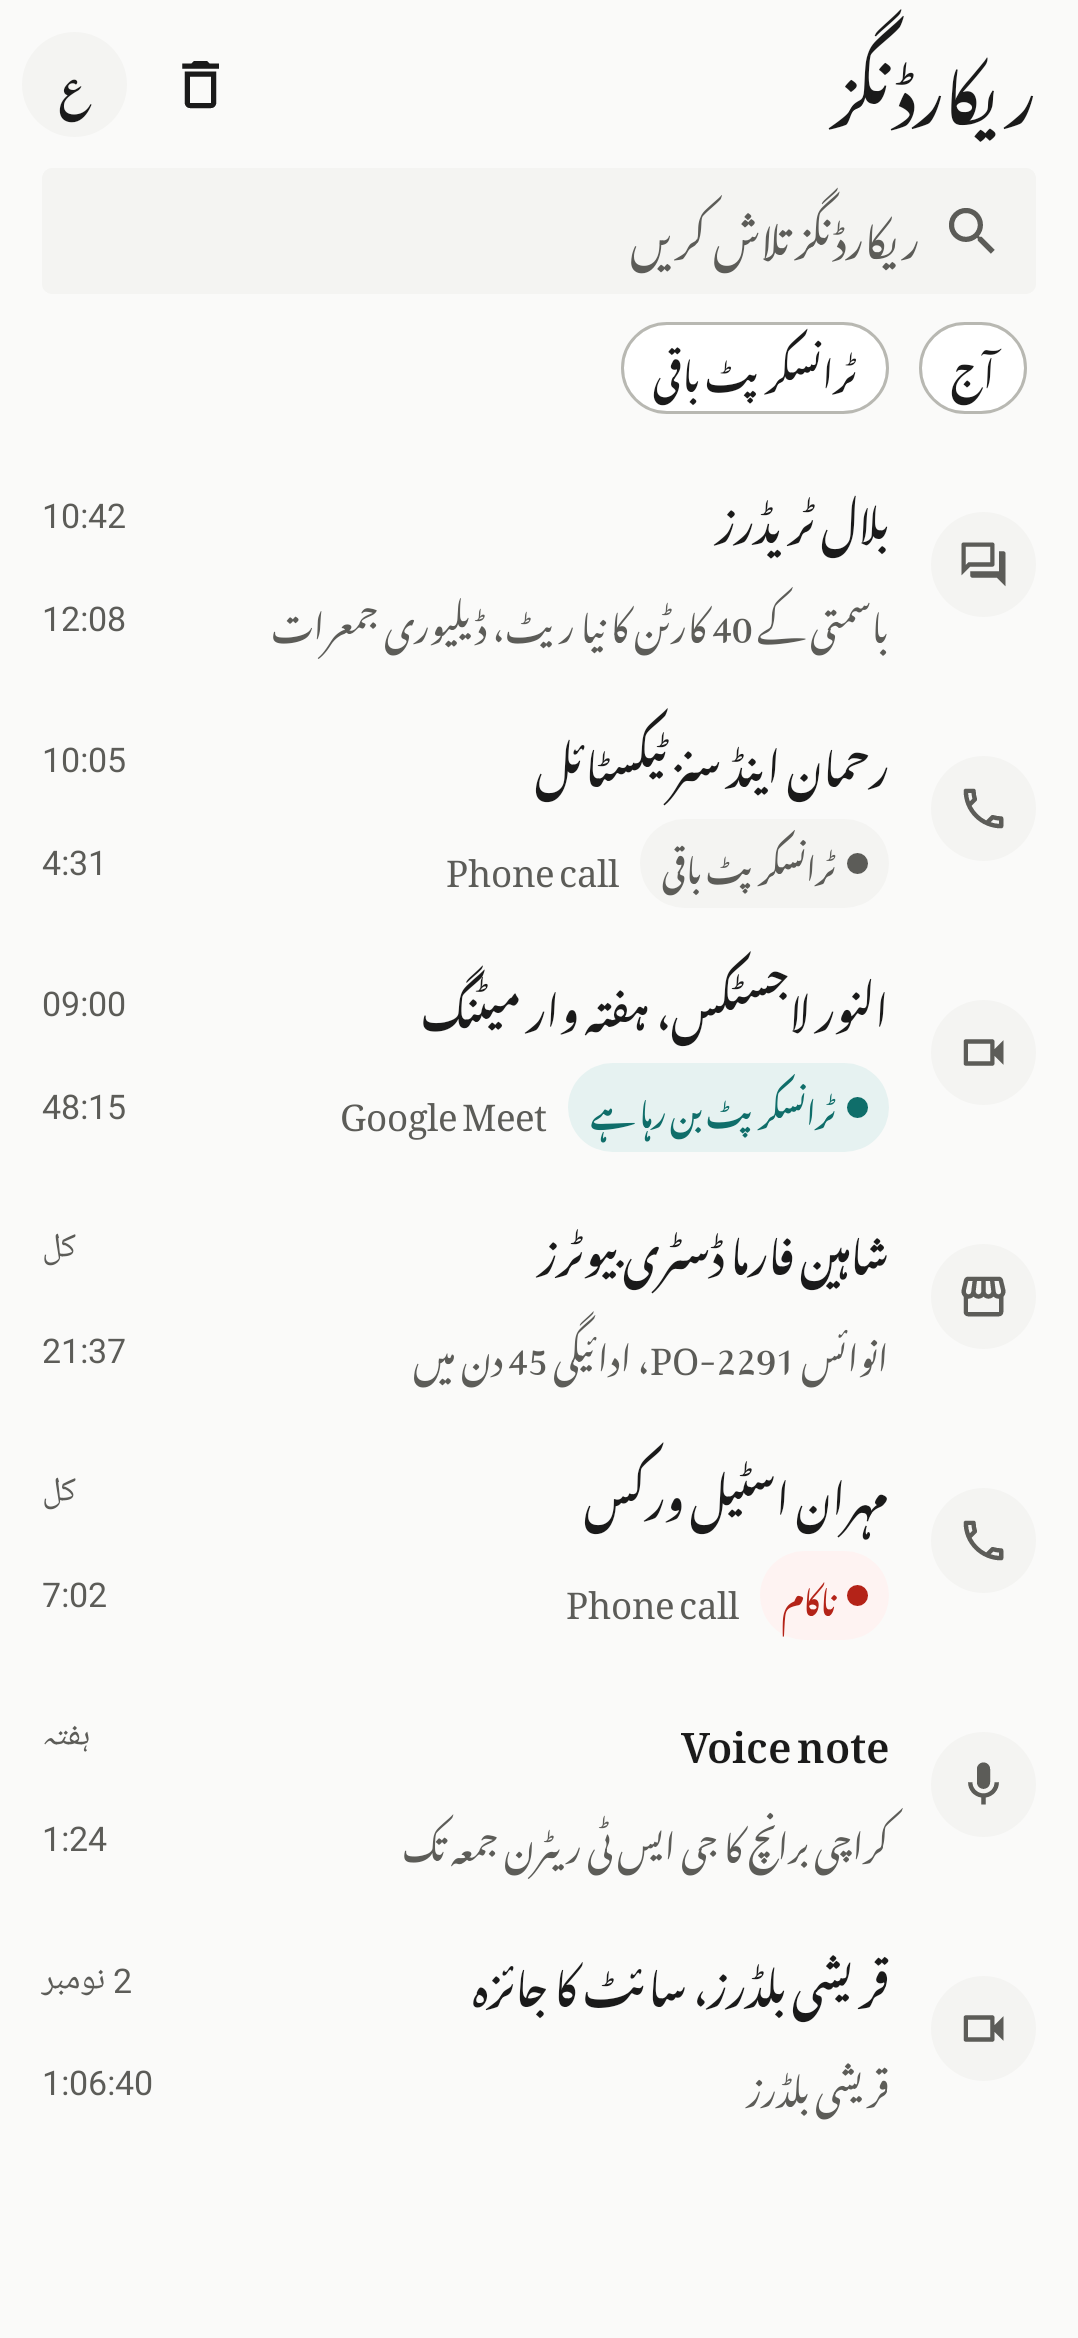 ریکارڈنگز
ع
ریکارڈنگز تلاش کریں
آج
ٹرانسکرپٹ باقی
بلال ٹریڈرز
10:42
باسمتی کے 40 کارٹن کا نیا ریٹ، ڈیلیوری جمعرات
12:08
رحمان اینڈ سنز ٹیکسٹائل
10:05
ٹرانسکرپٹ باقی
Phone call
4:31
النور لاجسٹکس، ہفتہ وار میٹنگ
09:00
ٹرانسکرپٹ بن رہا ہے
Google Meet
48:15
شاہین فارما ڈسٹری بیوٹرز
کل
انوائس PO-2291، ادائیگی 45 دن میں
21:37
مہران اسٹیل ورکس
کل
ناکام
Phone call
7:02
Voice note
ہفتہ
کراچی برانچ کا جی ایس ٹی ریٹرن جمعہ تک
1:24
قریشی بلڈرز، سائٹ کا جائزہ
2 نومبر
قریشی بلڈرز
1:06:40